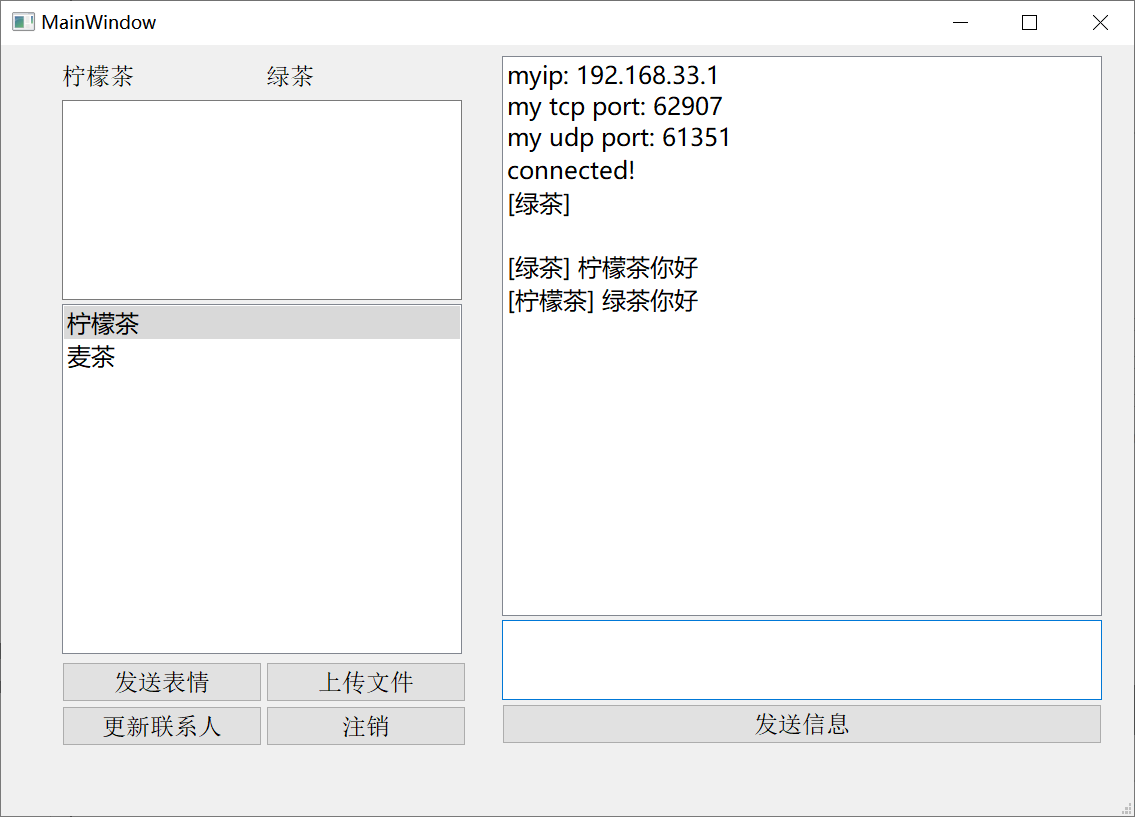 MainWindow
柠檬茶
绿茶
柠檬茶
麦茶
发送表情
上传文件
更新联系人
注销
myip: 192.168.33.1
my tcp port: 62907
my udp port: 61351
connected!
[绿茶]
[绿茶] 柠檬茶你好
[柠檬茶] 绿茶你好
发送信息